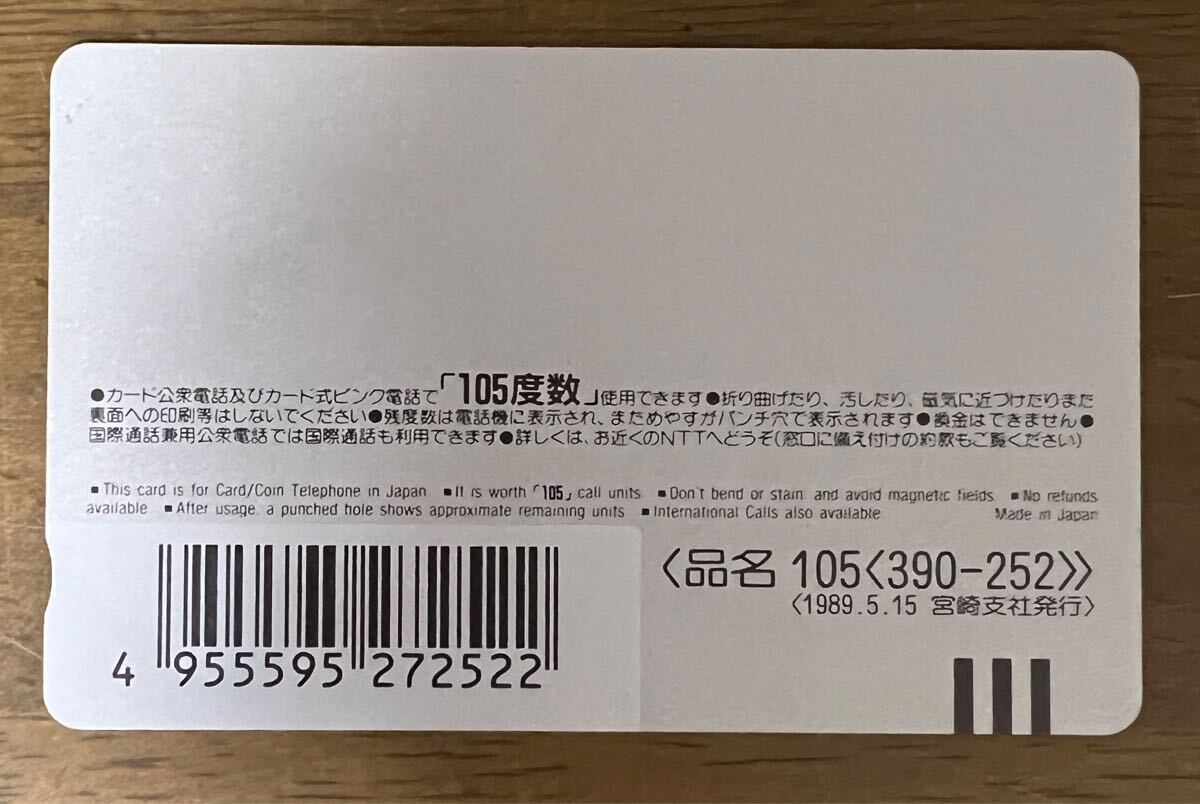 ●カード公衆電話及びカード式ピンク電話で「105度数」使用できます●折り曲げたり、汚したり、磁気に近づけたりまた
裏面への印刷等はしないでください●残度数は電話機に表示され、まためやすがパンチ穴で表示されます●換金はできません●
国際通話兼用公衆電話では国際通話も利用できます●詳しくは、お近くのNTTへどうぞ(窓口に備え付けの約款もご覧ください)
■This card is for Card/Coin Telephone in Japan ■It is worth「105」call units ■Don't bend or stain and avoid magnetic fields ■No refunds
available ■After usage a punched hole shows approximate remaining units ■International Calls also available Made in Japan
〈品名 105〈390-252〉〉
〈1989.5.15 宮崎支社発行〉
4 955595 272522